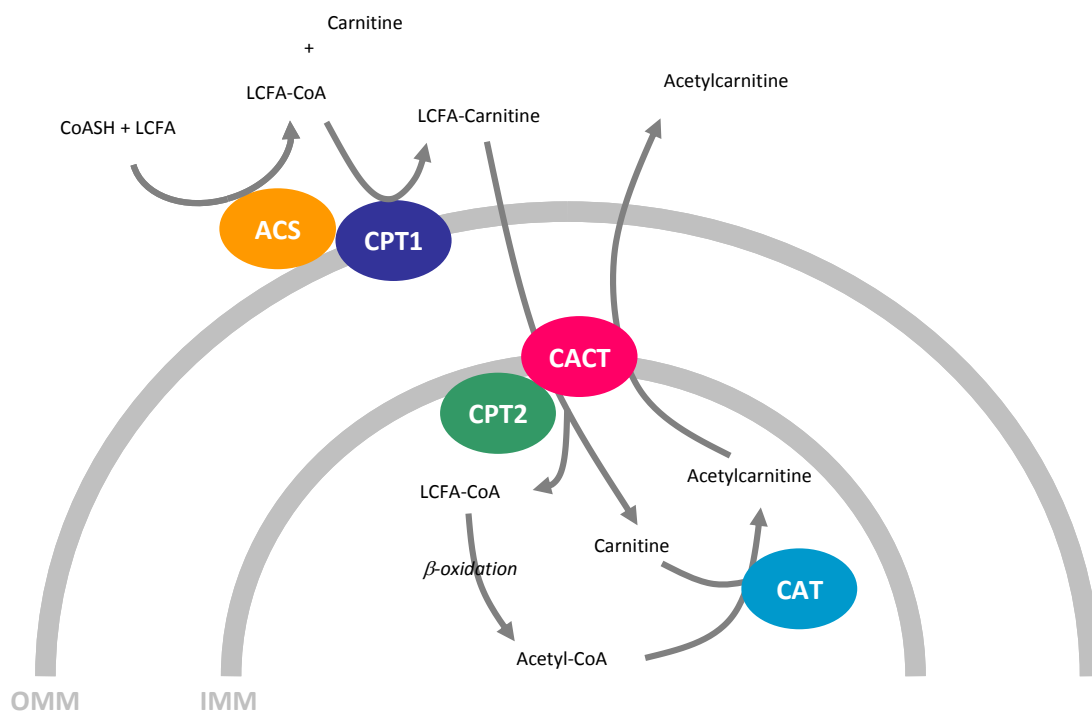 Carnitine
+
LCFA-CoA
Acetylcarnitine
LCFA-Carnitine
CoASH + LCFA
ACS
CPT1
CACT
CPT2
Acetylcarnitine
LCFA-CoA
Carnitine
β-oxidation
CAT
Acetyl-CoA
OMM
IMM